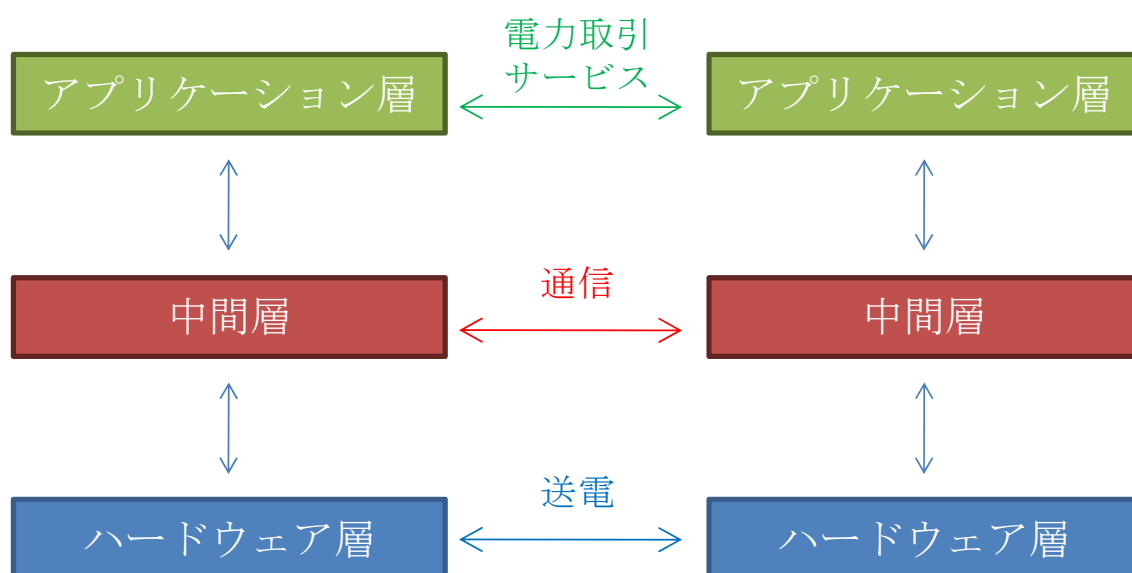 電力取引
サービス
アプリケーション層
アプリケーション層
通信
中間層
中間層
送電
ハードウェア層
ハードウェア層